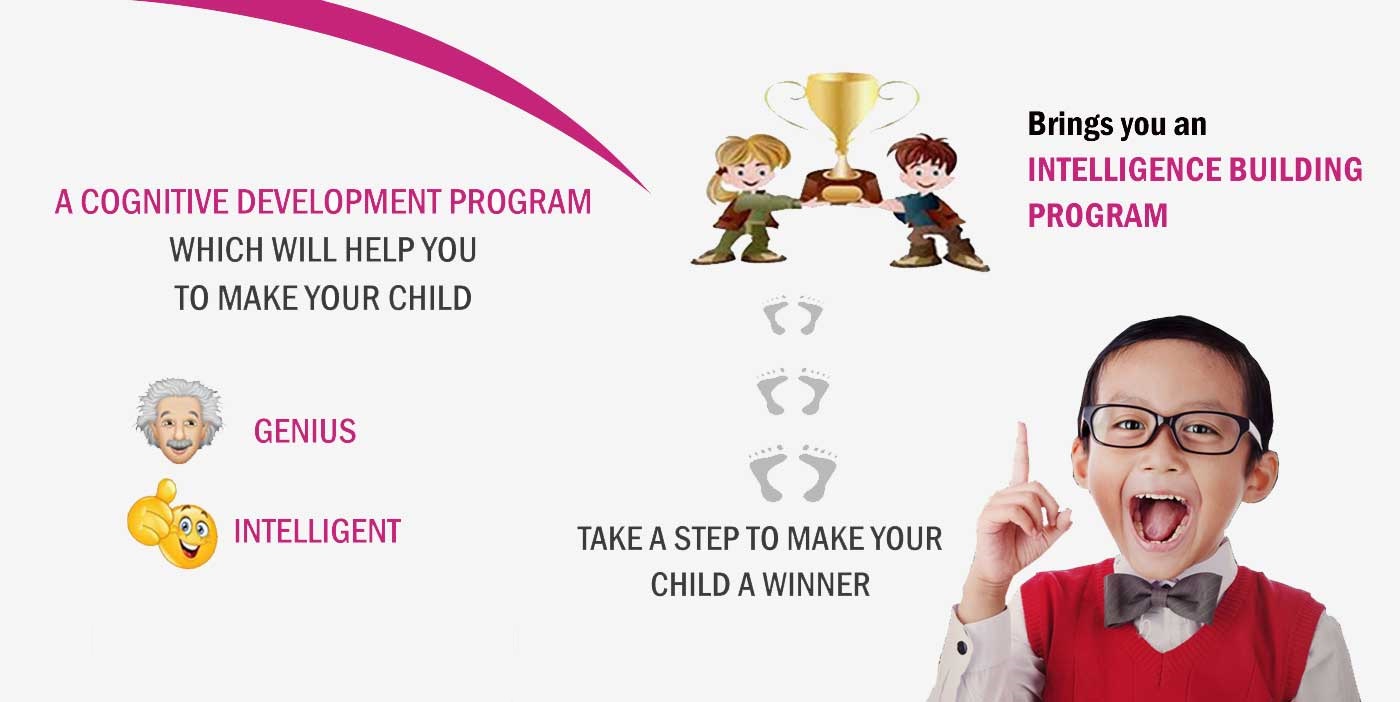 A COGNITIVE DEVELOPMENT PROGRAM
WHICH WILL HELP YOU
TO MAKE YOUR CHILD
GENIUS
INTELLIGENT
TAKE A STEP TO MAKE YOUR
CHILD A WINNER
Brings you an
INTELLIGENCE BUILDING
PROGRAM